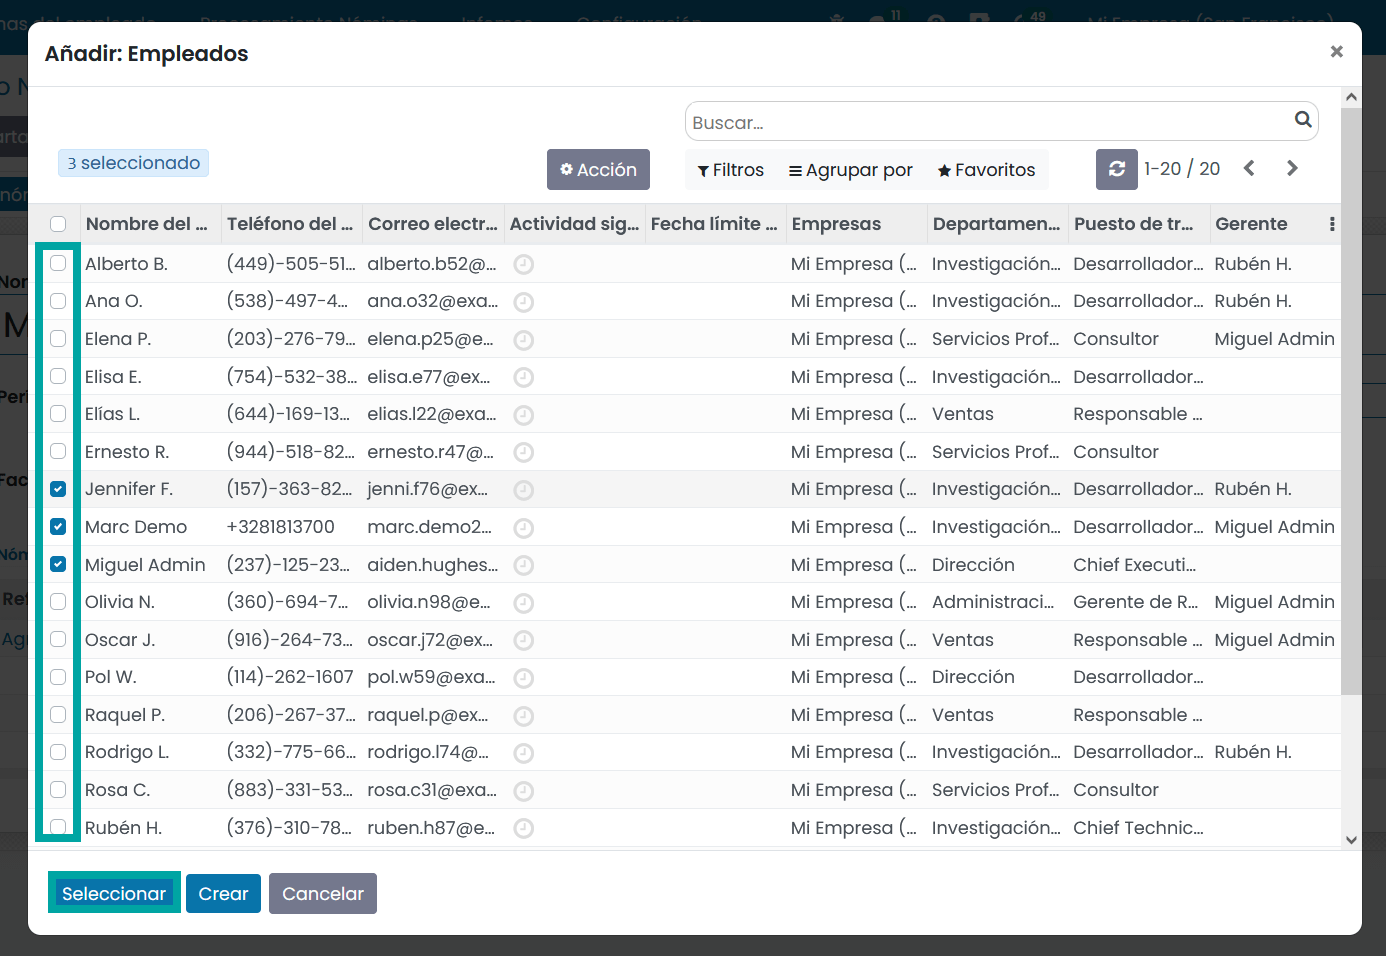 11
49
Añadir: Empleados
×
Buscar...
3 seleccionado
Acción
Filtros
Agrupar por
Favoritos
1-20 / 20
Nombre del ... Teléfono del ... Correo electr... Actividad sig... Fecha límite ... Empresas Departamen... Puesto de tr... Gerente
Alberto B. (449)-505-51... alberto.b52@... Mi Empresa (... Investigación... Desarrollador... Rubén H.
Ana O. (538)-497-4... ana.o32@exa... Mi Empresa (... Investigación... Desarrollador... Rubén H.
Elena P. (203)-276-79... elena.p25@e... Mi Empresa (... Servicios Prof... Consultor Miguel Admin
Elisa E. (754)-532-38... elisa.e77@ex... Mi Empresa (... Investigación... Desarrollador...
Elías L. (644)-169-13... elias.l22@exa... Mi Empresa (... Ventas Responsable ...
Ernesto R. (944)-518-82... ernesto.r47@... Mi Empresa (... Servicios Prof... Consultor
Jennifer F. (157)-363-82... jenni.f76@ex... Mi Empresa (... Investigación... Desarrollador... Rubén H.
Marc Demo +3281813700 marc.demo2... Mi Empresa (... Investigación... Desarrollador... Miguel Admin
Miguel Admin (237)-125-23... aiden.hughes... Mi Empresa (... Dirección Chief Executi...
Olivia N. (360)-694-7... olivia.n98@e... Mi Empresa (... Administraci... Gerente de R... Miguel Admin
Oscar J. (916)-264-73... oscar.j72@ex... Mi Empresa (... Ventas Responsable ... Miguel Admin
Pol W. (114)-262-1607 pol.w59@exa... Mi Empresa (... Dirección Desarrollador...
Raquel P. (206)-267-37... raquel.p@ex... Mi Empresa (... Ventas Responsable ...
Rodrigo L. (332)-775-66... rodrigo.l74@... Mi Empresa (... Investigación... Desarrollador... Rubén H.
Rosa C. (883)-331-53... rosa.c31@exa... Mi Empresa (... Servicios Prof... Consultor
Rubén H. (376)-310-78... ruben.h87@e... Mi Empresa (... Investigación... Chief Technic...
Seleccionar
Crear
Cancelar